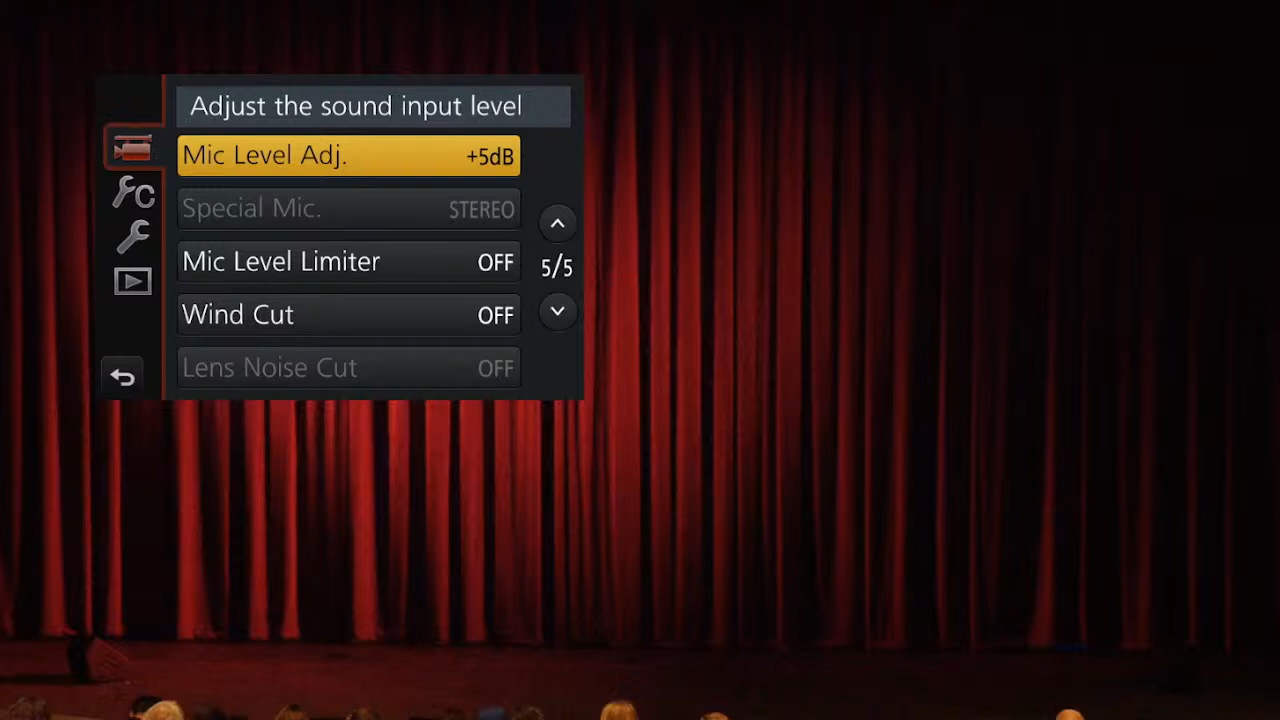 Adjust the sound input level
Mic Level Adj. +5dB
Special Mic. STEREO
Mic Level Limiter OFF
5/5
Wind Cut OFF
Lens Noise Cut OFF